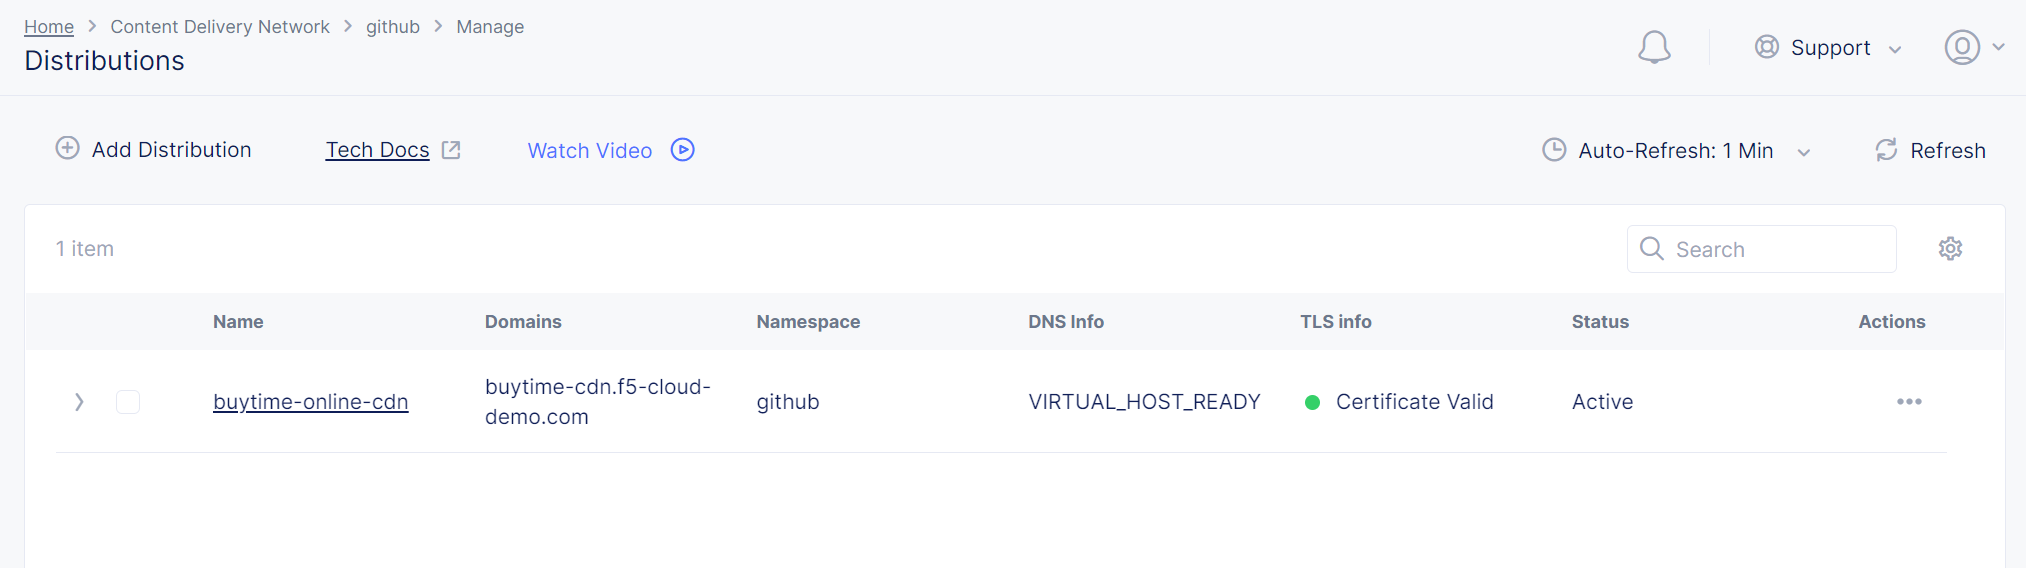 Home > Content Delivery Network > github > Manage
Distributions
Support
Add Distribution
Tech Docs
Watch Video
Auto-Refresh: 1 Min
Refresh
1 item
Search
Name Domains Namespace DNS Info TLS info Status Actions
buytime-online-cdn
buytime-cdn.f5-cloud-
demo.com
github
VIRTUAL_HOST_READY
Certificate Valid
Active